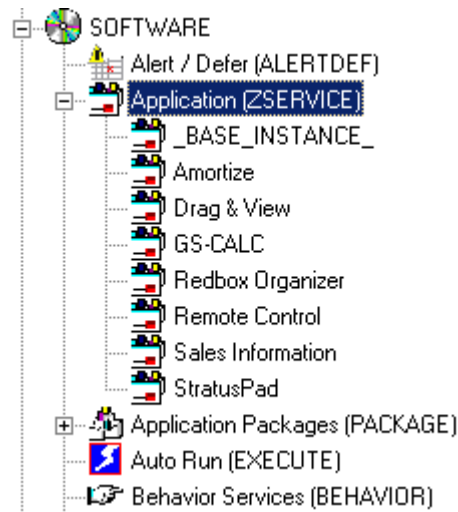 SOFTWARE
Alert / Defer (ALERTDEF)
Application (ZSERVICE)
_BASE_INSTANCE_
Amortize
Drag & View
GS-CALC
Redbox Organizer
Remote Control
Sales Information
StratusPad
Application Packages (PACKAGE)
Auto Run (EXECUTE)
Behavior Services (BEHAVIOR)